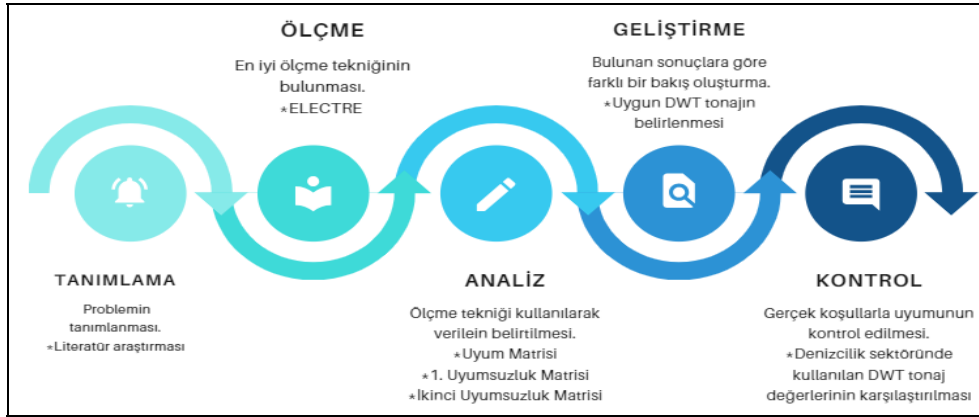 TANIMLAMA
Problemin
tanımlanması.
*Literatür araştırması
ÖLÇME
En iyi ölçme tekniğinin
bulunması.
*ELECTRE
ANALİZ
Ölçme tekniği kullanılarak
verilein belirtilmesi.
*Uyum Matrisi
*1. Uyumsuzluk Matrisi
*İkinci Uyumsuzluk Matrisi
GELİŞTİRME
Bulunan sonuçlara göre
farklı bir bakış oluşturma.
*Uygun DWT tonajın
belirlenmesi
KONTROL
Gerçek koşullarla uyumunun
kontrol edilmesi.
*Denizcilik sektöründe
kullanılan DWT tonaj
değerlerinin karşılaştırılması